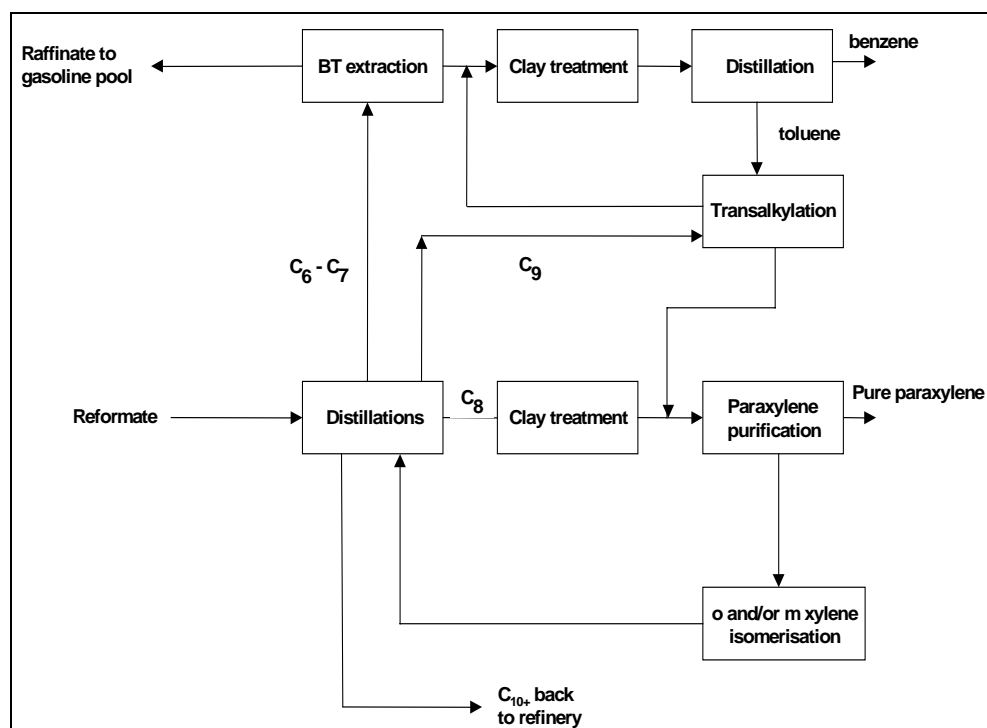 Raffinate to
gasoline pool
BT extraction
Clay treatment
Distillation
benzene
toluene
Transalkylation
C6 - C7
C9
Reformate
Distillations
C8
Clay treatment
Paraxylene
purification
Pure paraxylene
o and/or m xylene
isomerisation
C10+ back
to refinery